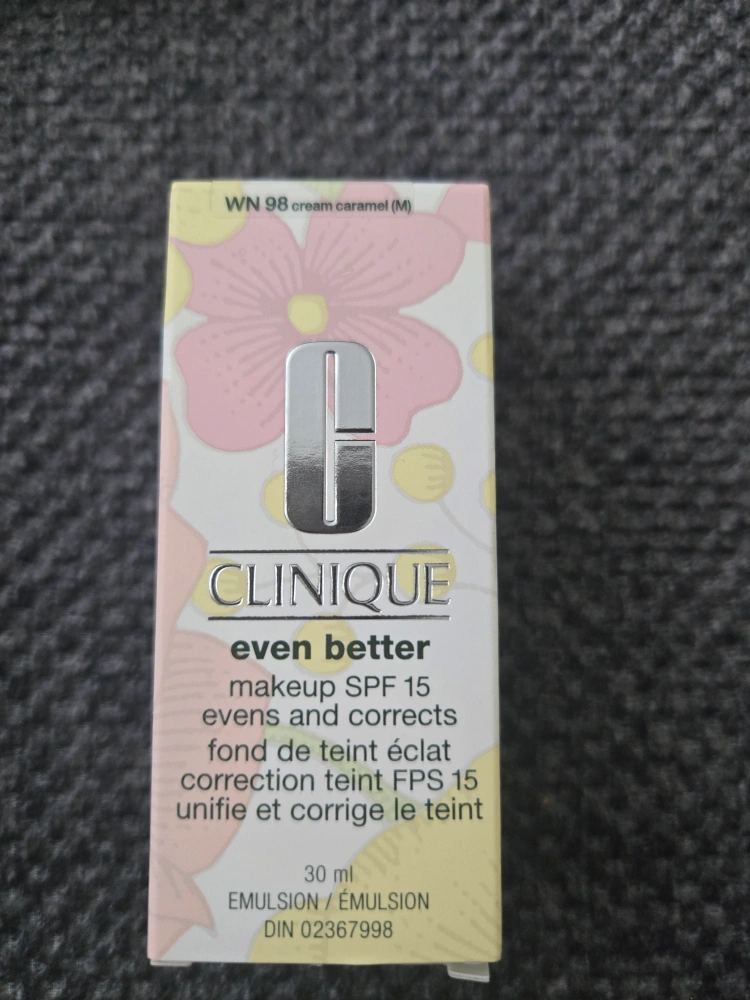 WN 98 cream caramel (M)
C
CLINIQUE
even better
makeup SPF 15
evens and corrects
fond de teint éclat
correction teint FPS 15
unifie et corrige le teint
30 ml
EMULSION / ÉMULSION
DIN 02367998